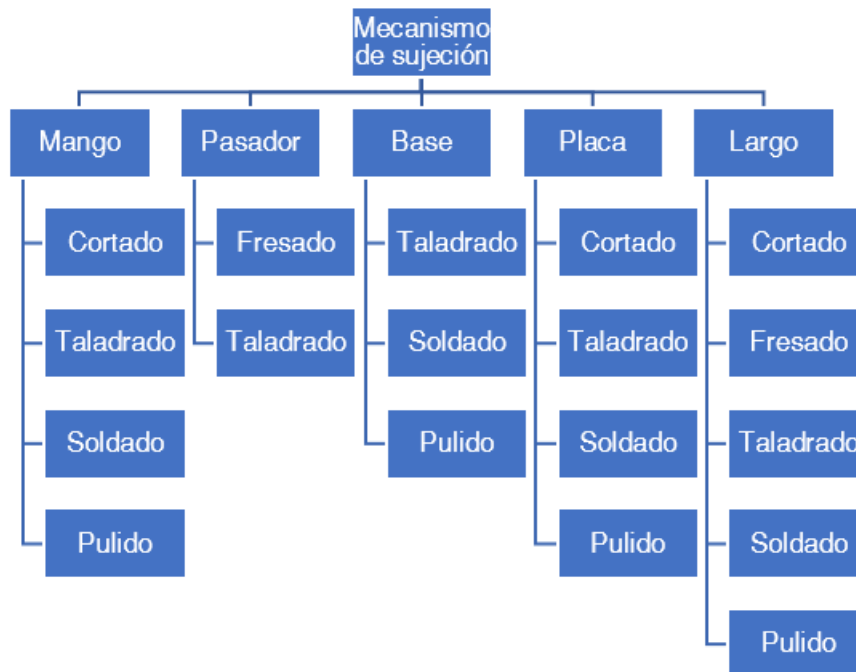 Mecanismo
de sujeción
Mango
Pasador
Base
Placa
Largo
Cortado
Taladrado
Soldado
Pulido
Fresado
Taladrado
Taladrado
Soldado
Pulido
Cortado
Taladrado
Soldado
Pulido
Cortado
Fresado
Taladrado
Soldado
Pulido